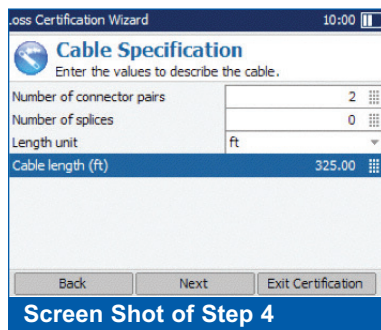 Loss Certification Wizard 10:00
Cable Specification
Enter the values to describe the cable.
Number of connector pairs 2
Number of splices 0
Length unit ft
Cable length (ft) 325.00
Back Next Exit Certification
Screen Shot of Step 4